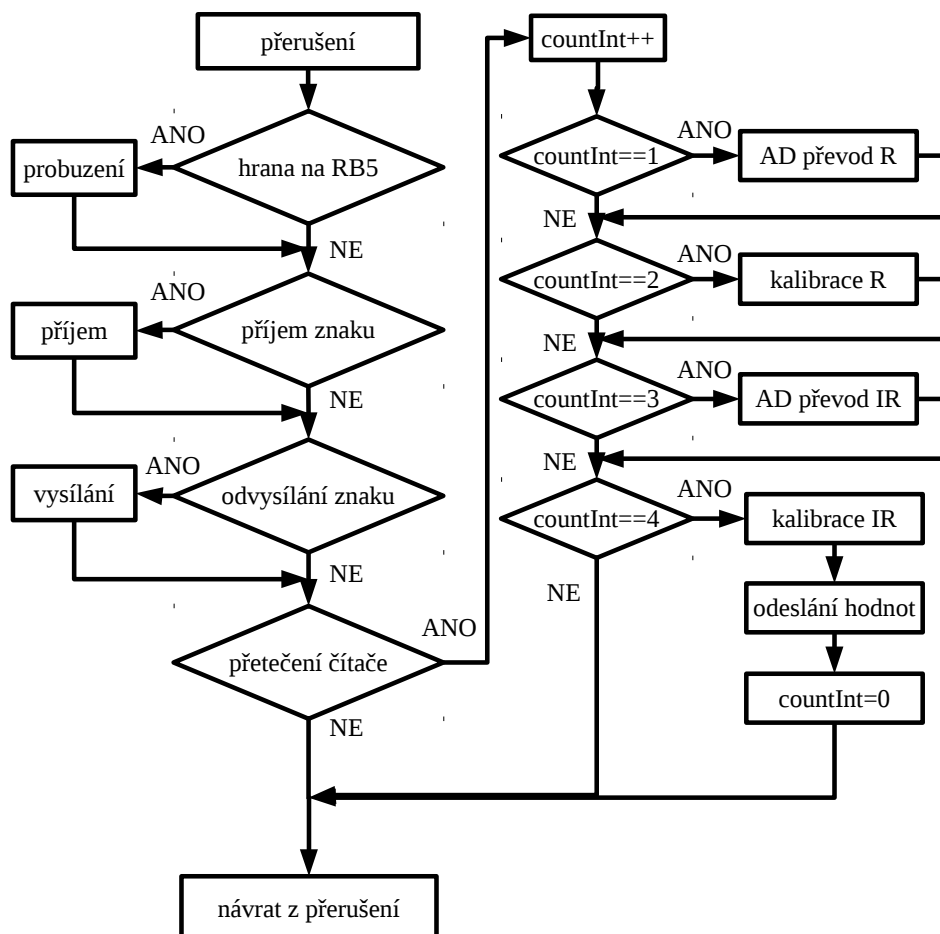 přerušení
ANO
hrana na RB5
probuzení
NE
ANO
příjem znaku
příjem
NE
ANO
odvysílání znaku
vysílání
NE
ANO
přetečení čítače
NE
návrat z přerušení
countInt++
ANO
countInt==1
AD převod R
NE
ANO
countInt==2
kalibrace R
NE
ANO
countInt==3
AD převod IR
NE
ANO
countInt==4
kalibrace IR
NE
odeslání hodnot
countInt=0